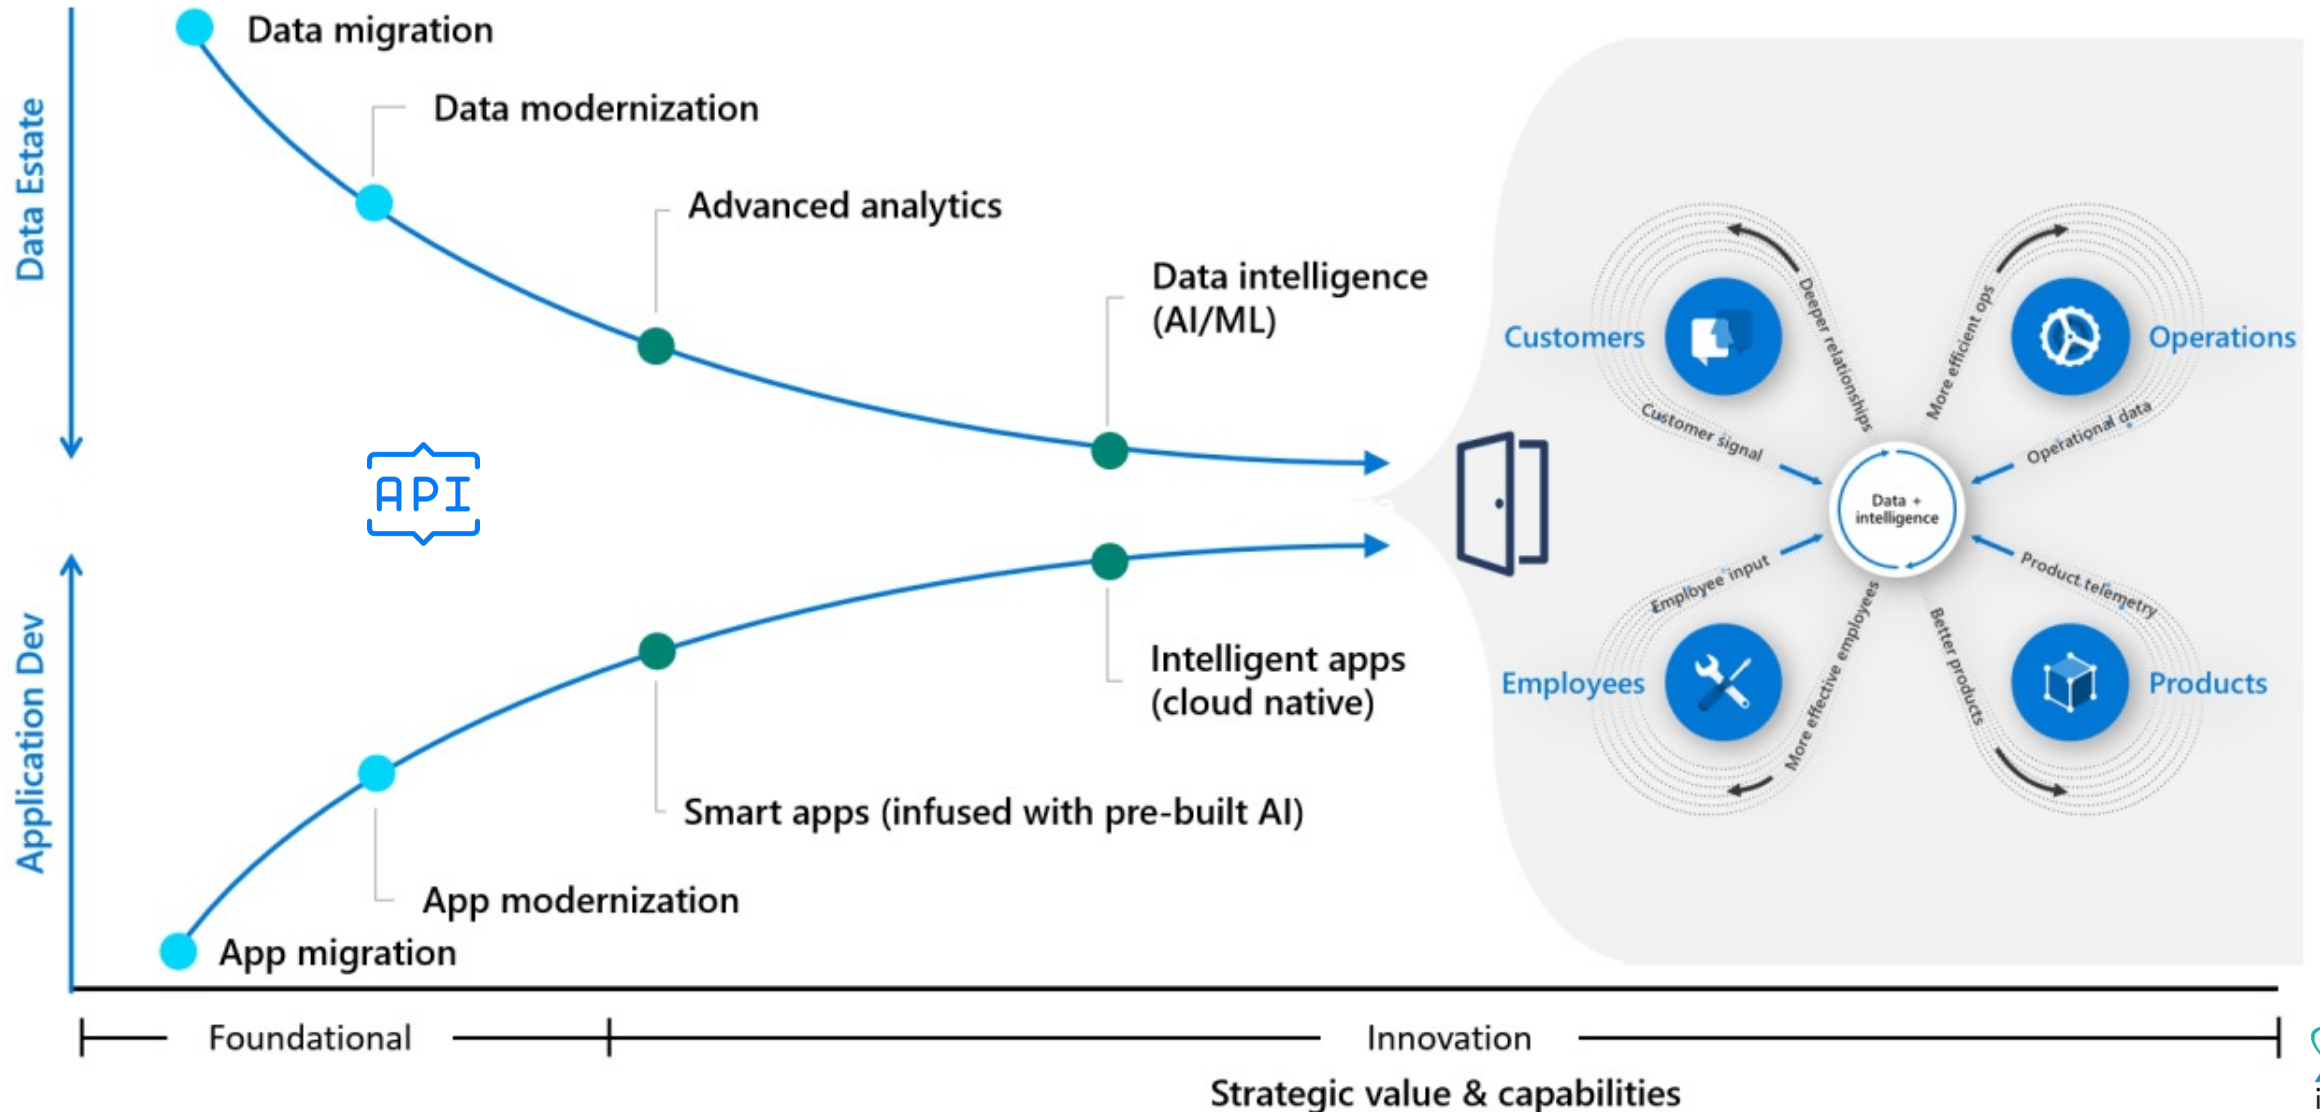 Data Estate
Data migration
Data modernization
Advanced analytics
Data intelligence
(AI/ML)
API
Application Dev
App migration
App modernization
Smart apps (infused with pre-built AI)
Intelligent apps
(cloud native)
Customers
Deeper relationships
Customer signal
Operations
More efficient ops
Operational data
Data +
intelligence
Employees
Employee input
More effective employees
Products
Product telemetry
Better products
Foundational
Innovation
Strategic value & capabilities